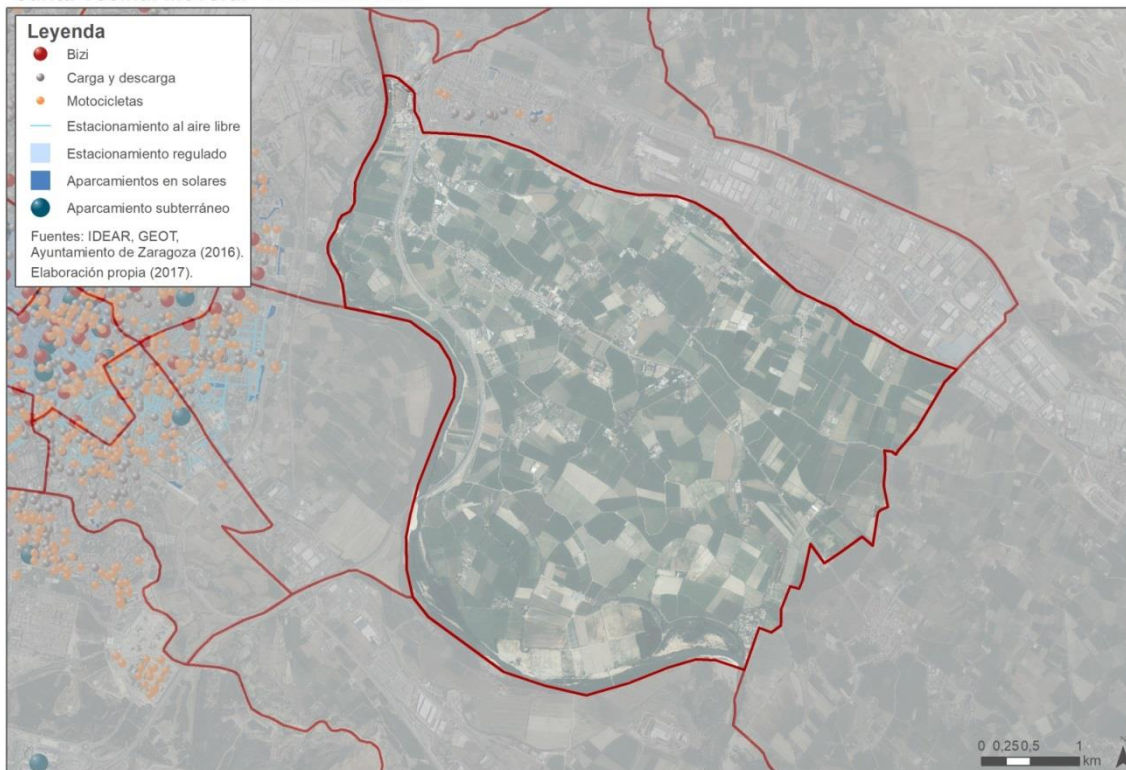 Leyenda
Bizi
Carga y descarga
Motocicletas
Estacionamiento al aire libre
Estacionamiento regulado
Aparcamientos en solares
Aparcamiento subterráneo
Fuentes: IDEAR, GEOT,
Ayuntamiento de Zaragoza (2016).
Elaboración propia (2017).
0 0,25 0,5 1
km